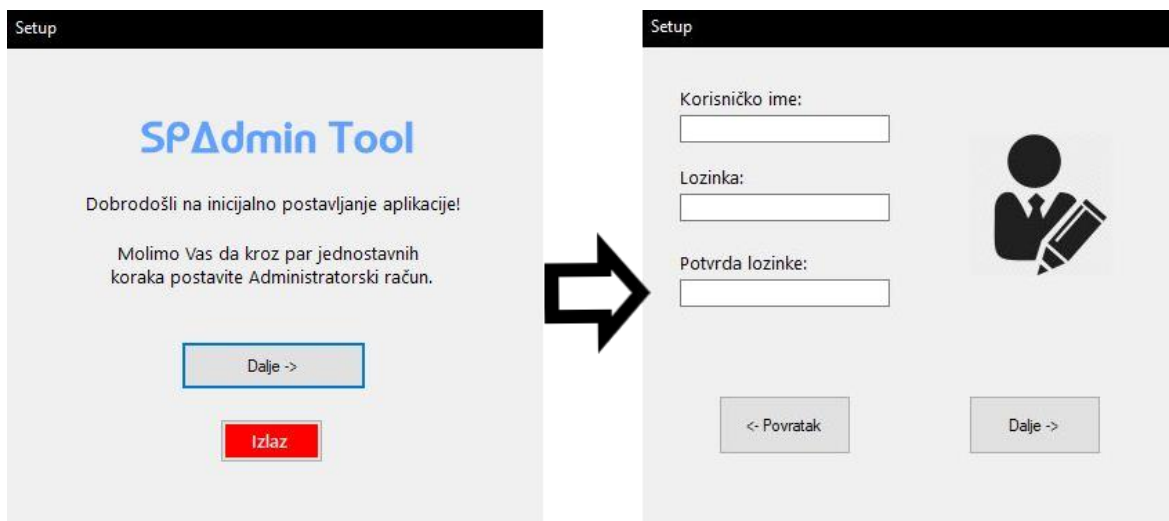 Setup
SPAdmin Tool
Dobrodošli na inicijalno postavljanje aplikacije!
Molimo Vas da kroz par jednostavnih
koraka postavite Administratorski račun.
Dalje ->
Izlaz
Setup
Korisničko ime:
Lozinka:
Potvrda lozinke:
<- Povratak
Dalje ->